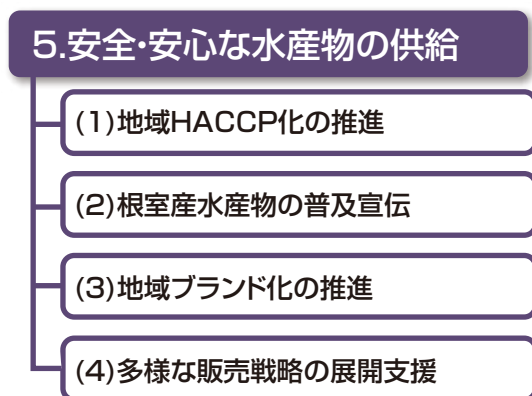 5.安全・安心な水産物の供給
(1)地域HACCP化の推進
(2)根室産水産物の普及宣伝
(3)地域ブランド化の推進
(4)多様な販売戦略の展開支援